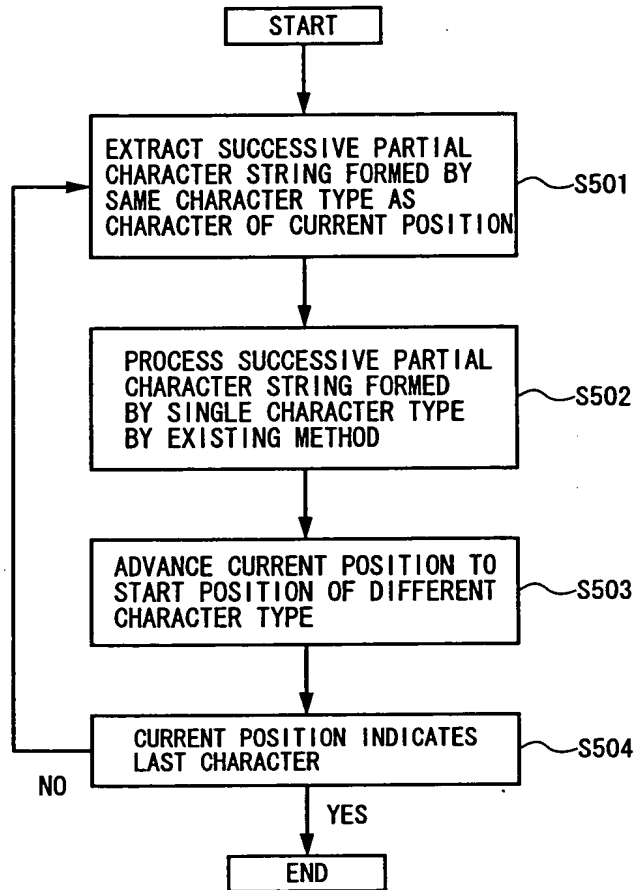 START
EXTRACT SUCCESSIVE PARTIAL
CHARACTER STRING FORMED BY
SAME CHARACTER TYPE AS
CHARACTER OF CURRENT POSITION
S501
PROCESS SUCCESSIVE PARTIAL
CHARACTER STRING FORMED
BY SINGLE CHARACTER TYPE
BY EXISTING METHOD
S502
ADVANCE CURRENT POSITION TO
START POSITION OF DIFFERENT
CHARACTER TYPE
S503
CURRENT POSITION INDICATES
LAST CHARACTER
S504
NO
YES
END